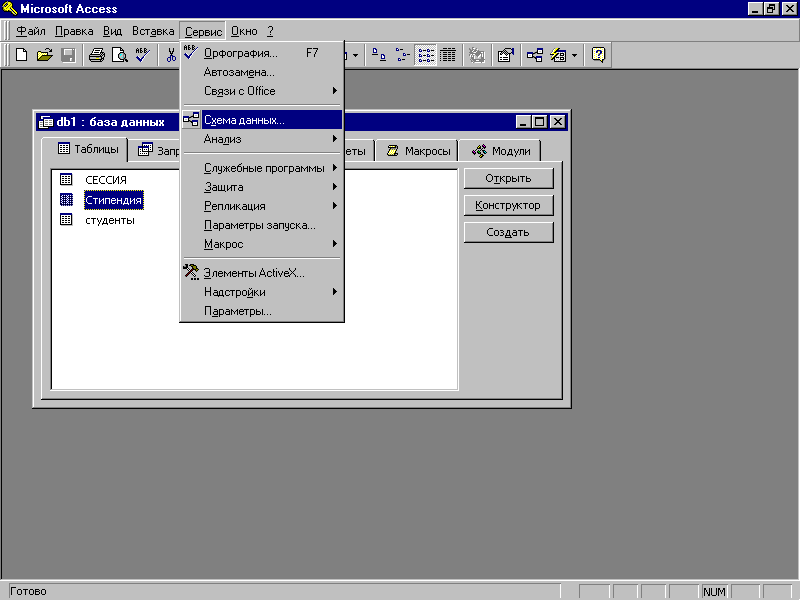 Microsoft Access
Файл Правка Вид Вставка Сервис Окно ?
Орфография... F7
Автозамена...
Связи с Office
Схема данных...
Анализ
Служебные программы
Защита
Репликация
Параметры запуска...
Макрос
Элементы ActiveX...
Надстройки
Параметры...
db1 : база данных
Таблицы Запр еты Макросы Модули
СЕССИЯ
Стипендия
студенты
Открыть
Конструктор
Создать
Готово NUM